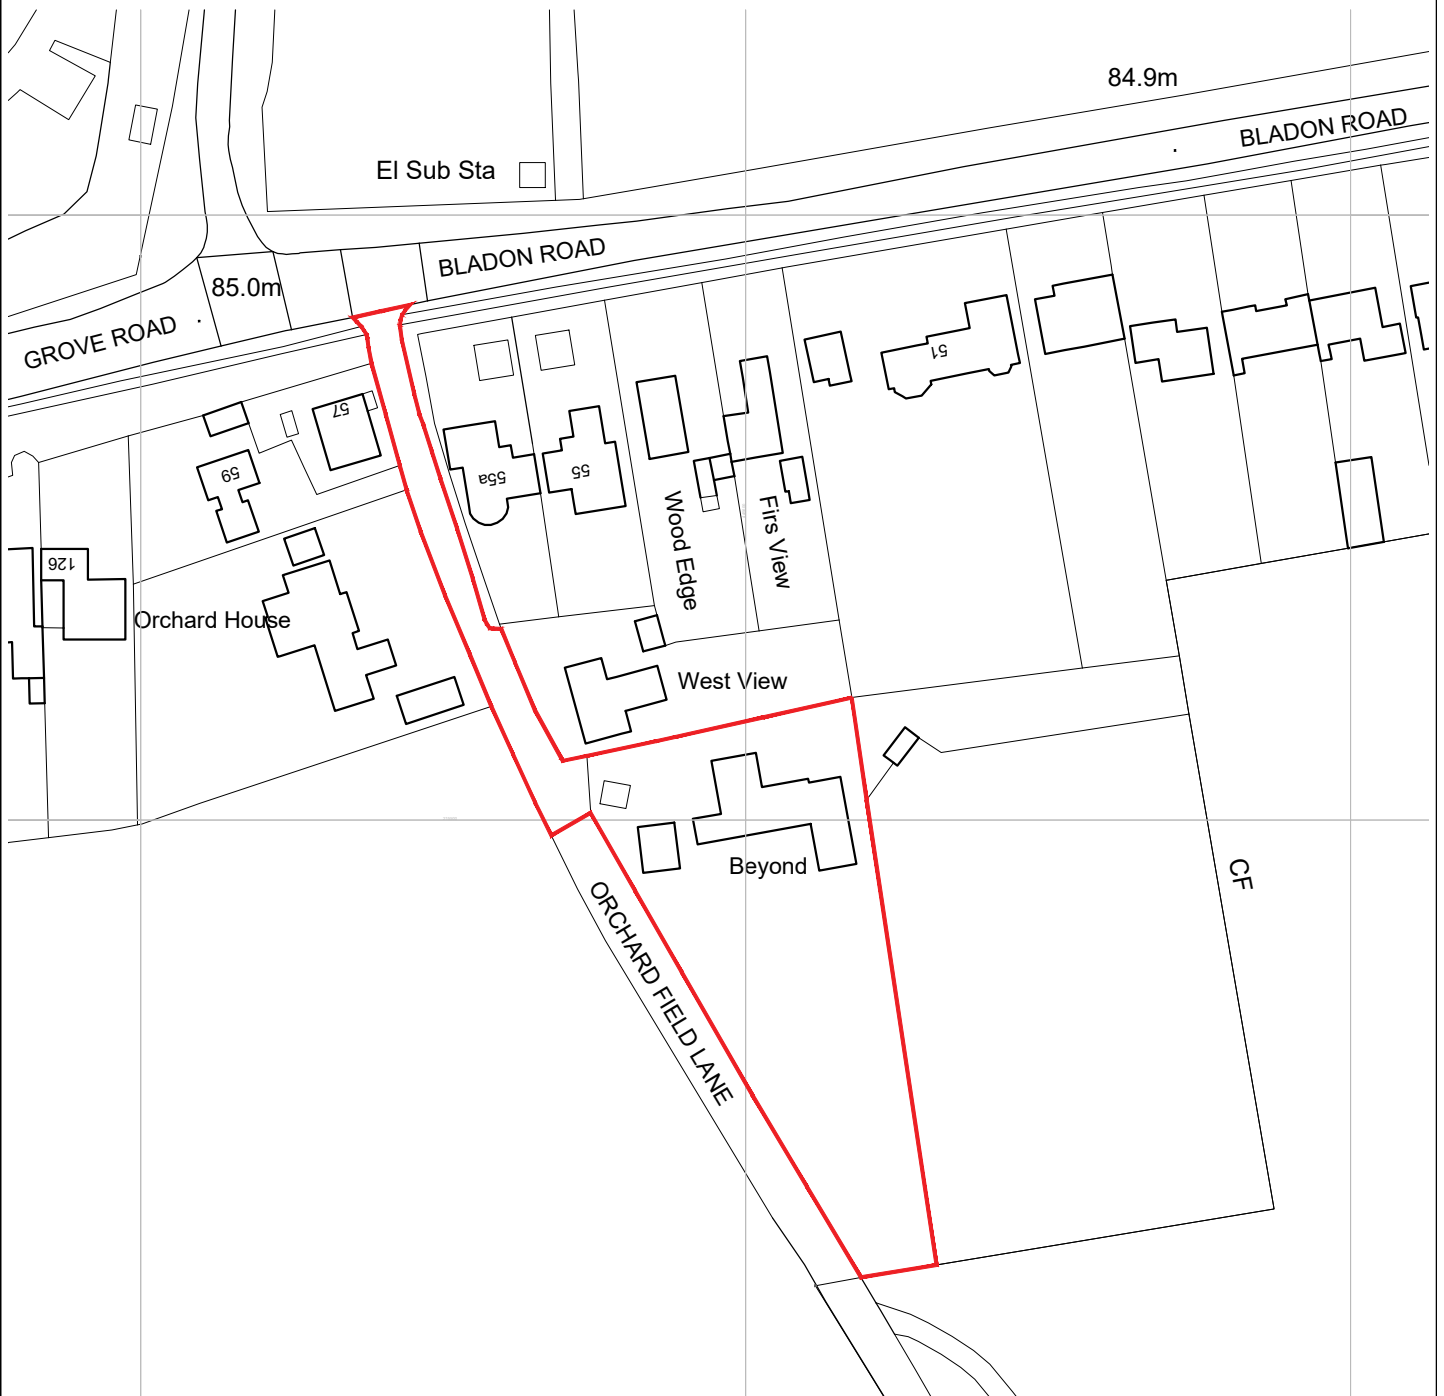 84.9m
BLADON ROAD
El Sub Sta
BLADON ROAD
85.0m
GROVE ROAD
51
57
59
55a
55
Wood Edge
Firs View
126
Orchard House
West View
Beyond
CF
ORCHARD FIELD LANE